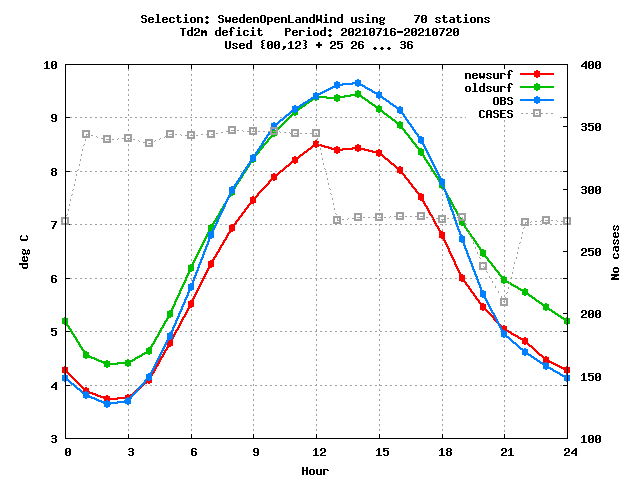 Selection: SwedenOpenLandWind using    70 stations
Td2m deficit   Period: 20210716-20210720
Used {00,12} + 25 26 ... 36
newsurf
oldsurf
OBS
CASES
10
9
8
7
6
5
4
3
deg C
400
350
300
250
200
150
100
No cases
0 3 6 9 12 15 18 21 24
Hour